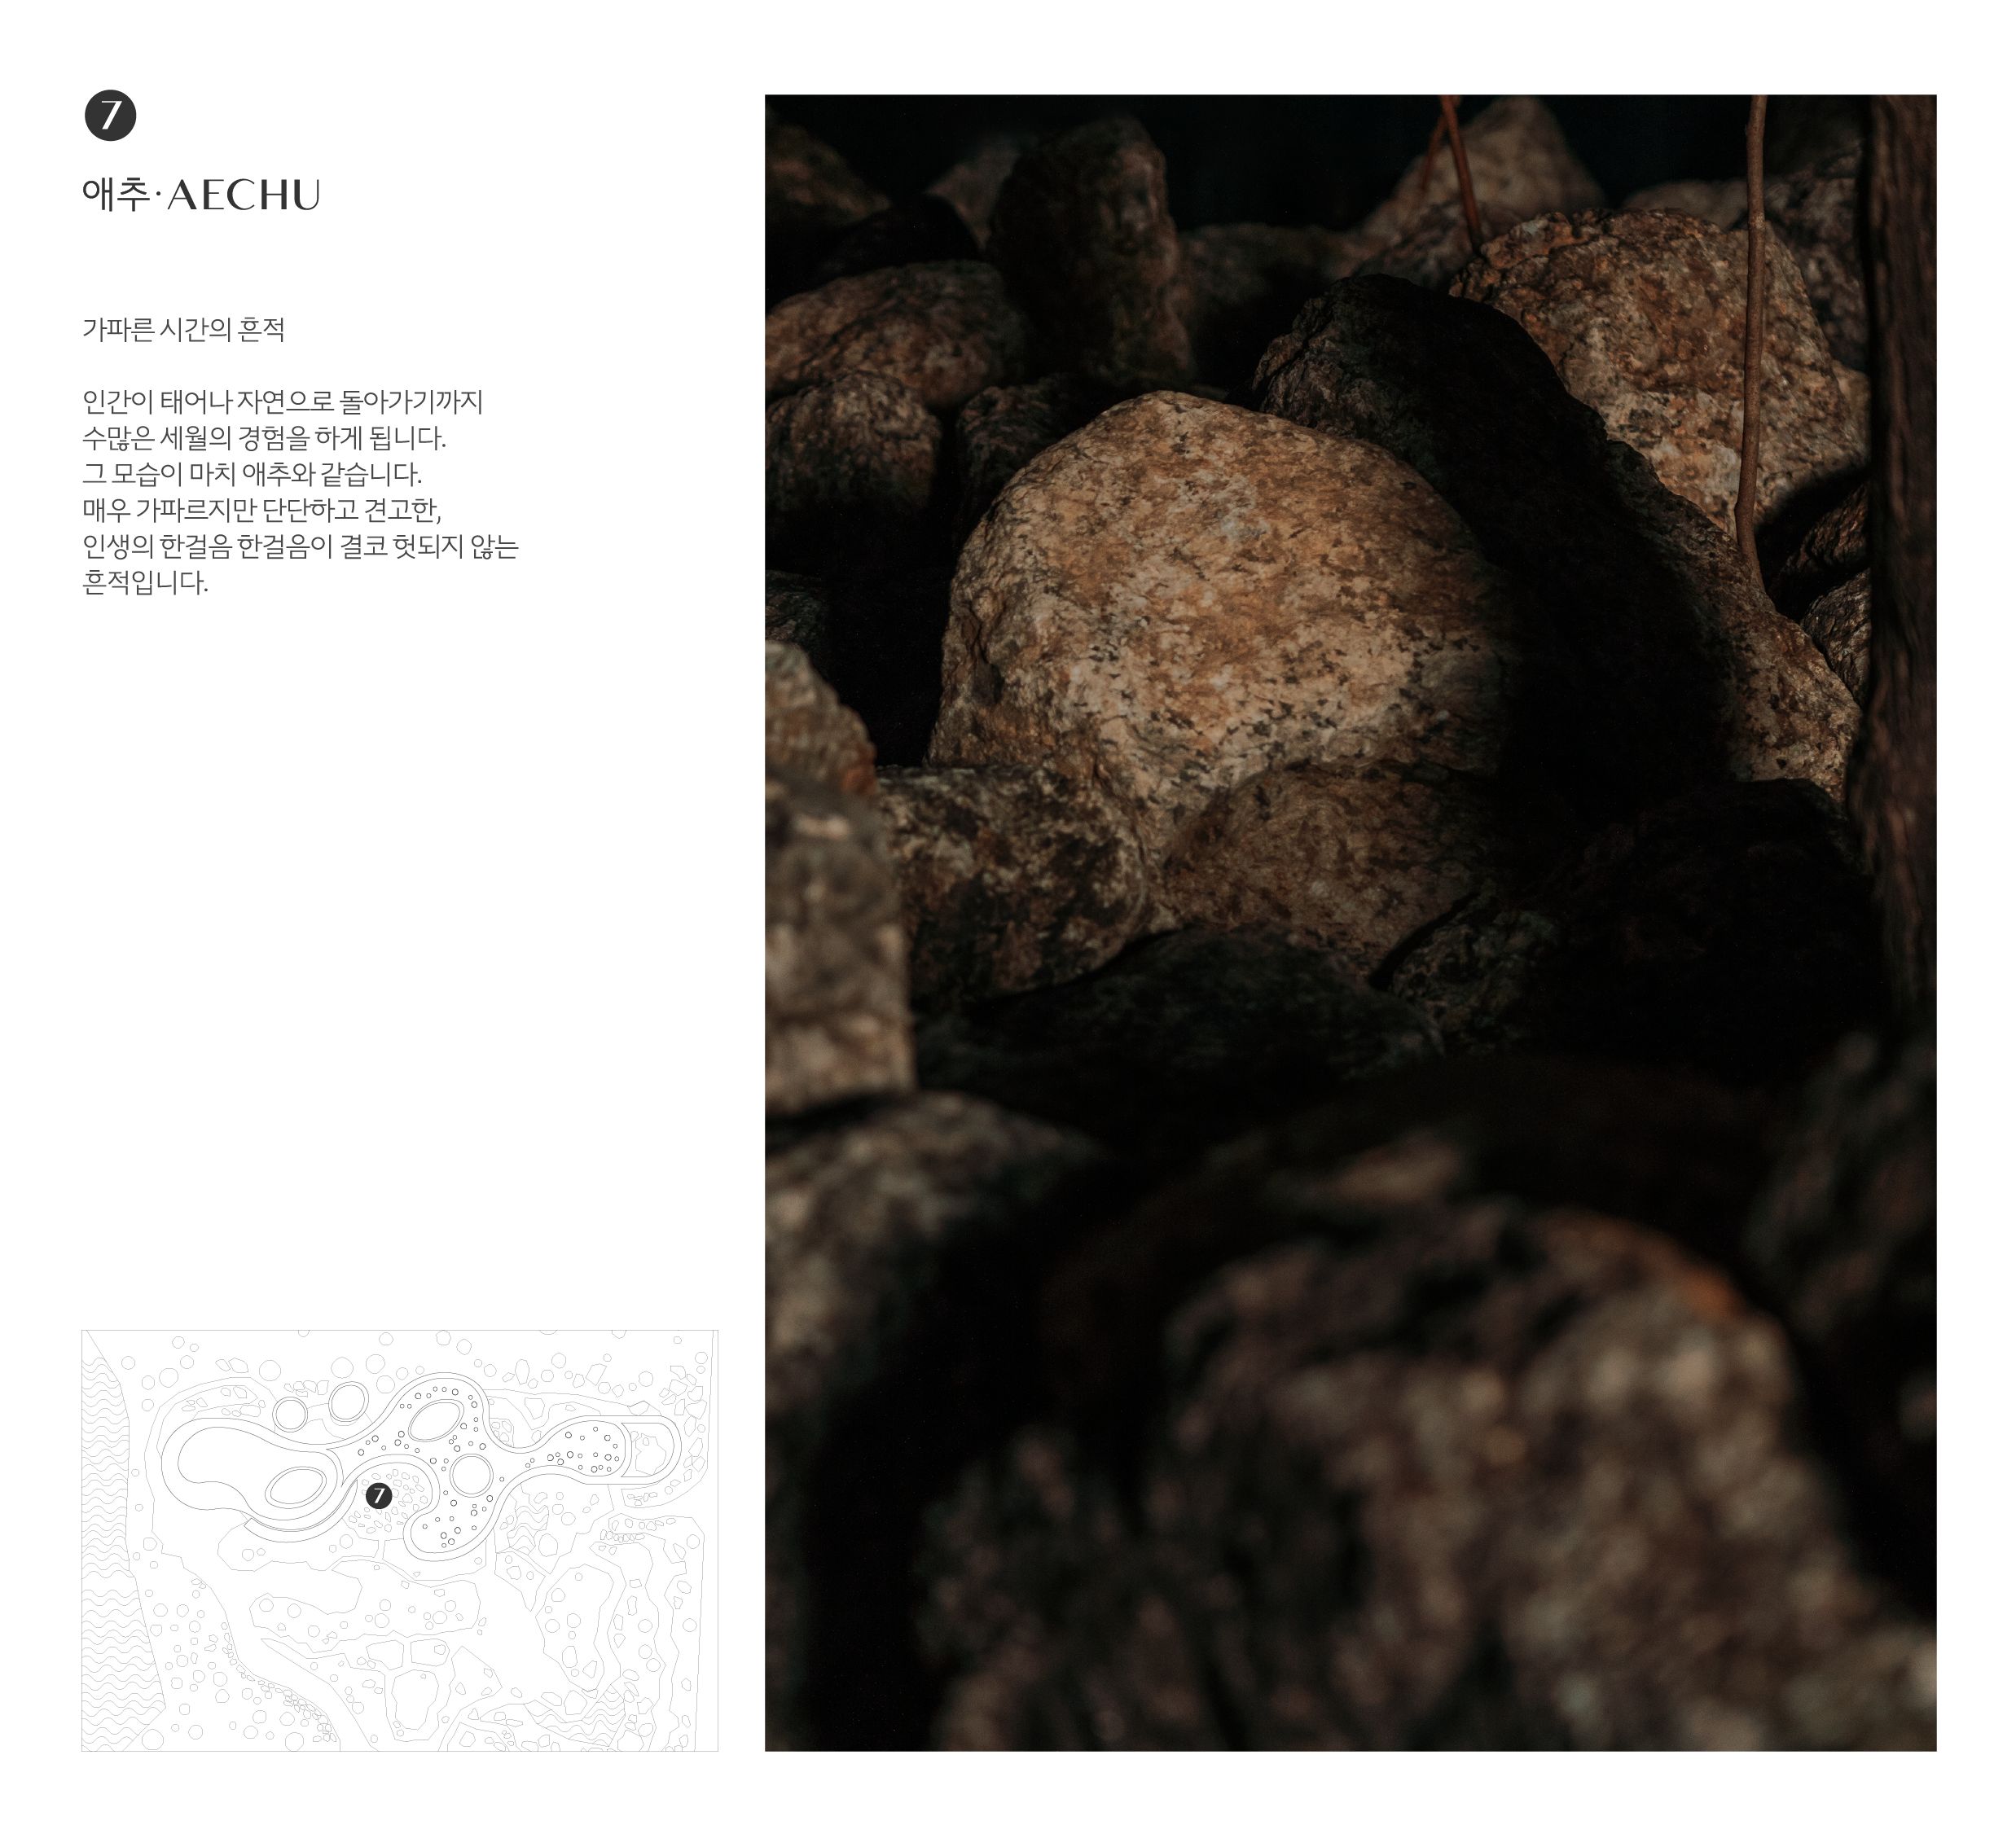 7
애추·AECHU
가파른 시간의 흔적
인간이 태어나 자연으로 돌아가기까지
수많은 세월의 경험을 하게 됩니다.
그 모습이 마치 애추와 같습니다.
매우 가파르지만 단단하고 견고한,
인생의 한걸음 한걸음이 결코 헛되지 않는
흔적입니다.
7